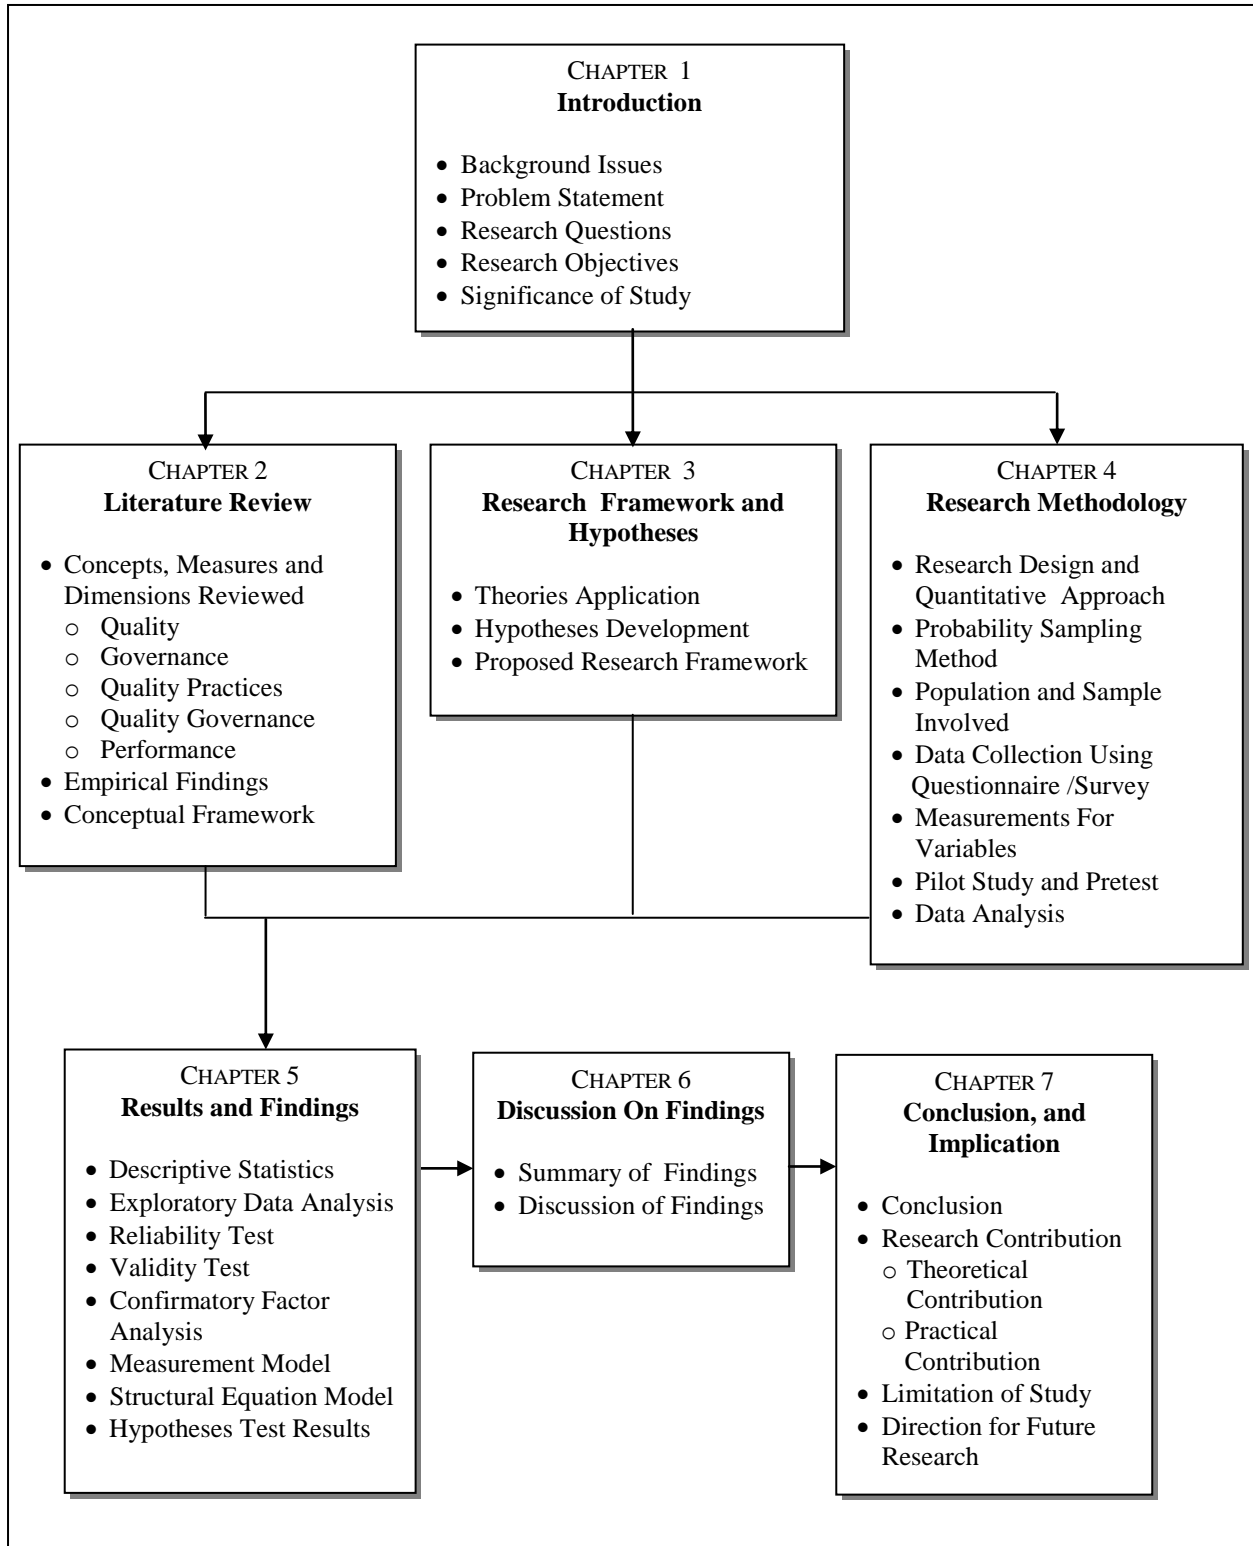 CHAPTER 1
Introduction
• Background Issues
• Problem Statement
• Research Questions
• Research Objectives
• Significance of Study
CHAPTER 2
Literature Review
• Concepts, Measures and
Dimensions Reviewed
o Quality
o Governance
o Quality Practices
o Quality Governance
o Performance
• Empirical Findings
• Conceptual Framework
CHAPTER 3
Research Framework and
Hypotheses
• Theories Application
• Hypotheses Development
• Proposed Research Framework
CHAPTER 4
Research Methodology
• Research Design and
Quantitative Approach
• Probability Sampling
Method
• Population and Sample
Involved
• Data Collection Using
Questionnaire /Survey
• Measurements For
Variables
• Pilot Study and Pretest
• Data Analysis
CHAPTER 5
Results and Findings
• Descriptive Statistics
• Exploratory Data Analysis
• Reliability Test
• Validity Test
• Confirmatory Factor
Analysis
• Measurement Model
• Structural Equation Model
• Hypotheses Test Results
CHAPTER 6
Discussion On Findings
• Summary of Findings
• Discussion of Findings
CHAPTER 7
Conclusion, and
Implication
• Conclusion
• Research Contribution
o Theoretical
Contribution
o Practical
Contribution
• Limitation of Study
• Direction for Future
Research